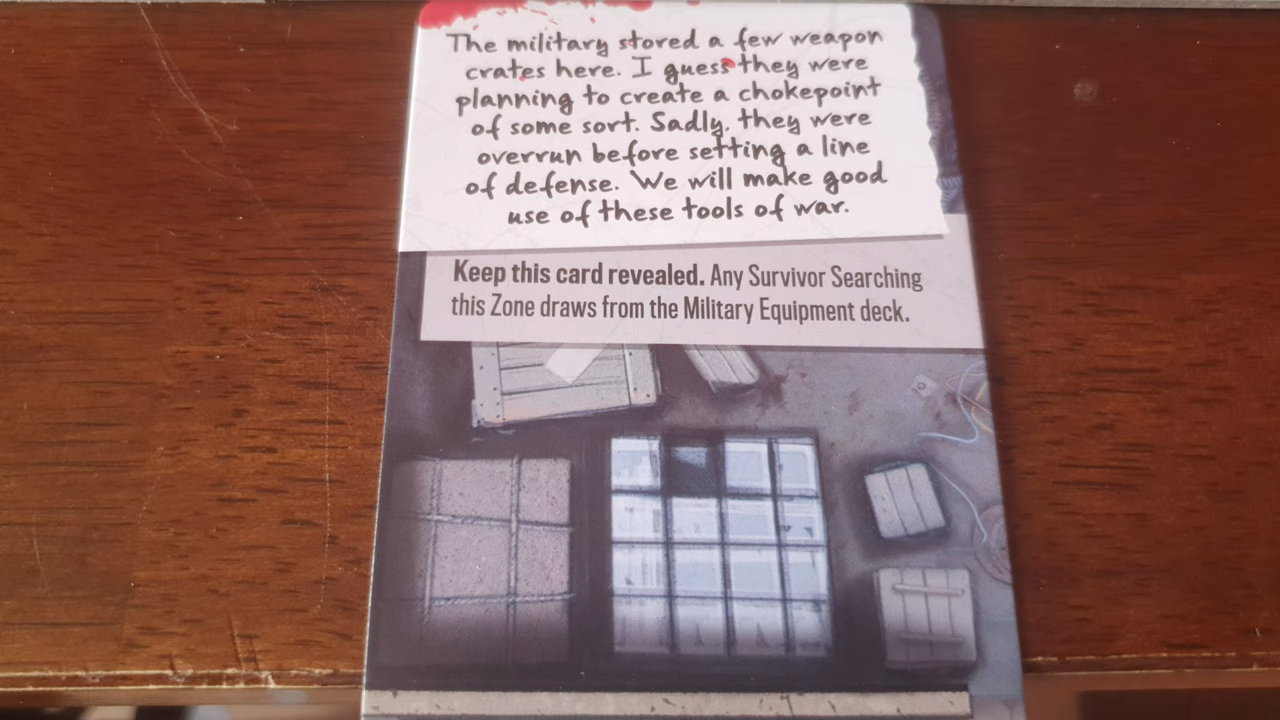 The military stored a few weapon
crates here. I guess they were
planning to create a chokepoint
of some sort. Sadly, they were
overrun before setting a line
of defense. We will make good
use of these tools of war.
Keep this card revealed. Any Survivor Searching
this Zone draws from the Military Equipment deck.